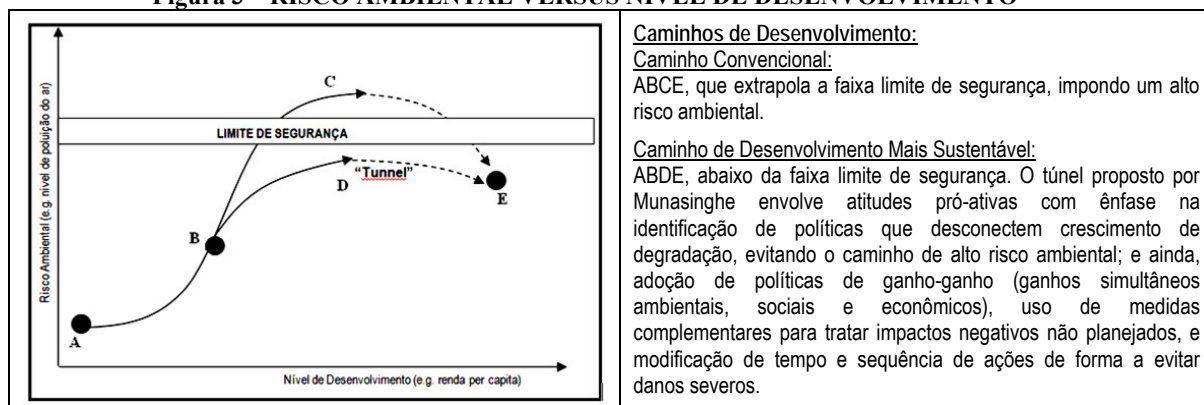 Figura 3 – RISCO AMBIENTAL VERSUS NÍVEL DE DESENVOLVIMENTO
Risco Ambiental (e.g. nivel de poluição do ar)
C
LIMITE DE SEGURANÇA
"Tunnel"
D
E
B
A
Nível de Desenvolvimento (e.g. renda per capita)
Caminhos de Desenvolvimento:
Caminho Convencional:
ABCE, que extrapola a faixa limite de segurança, impondo um alto
risco ambiental.
Caminho de Desenvolvimento Mais Sustentável:
ABDE, abaixo da faixa limite de segurança. O túnel proposto por
Munasinghe envolve atitudes pró-ativas com ênfase na
identificação de políticas que desconectem crescimento de
degradação, evitando o caminho de alto risco ambiental; e ainda,
adoção de políticas de ganho-ganho (ganhos simultâneos
ambientais, sociais e econômicos), uso de medidas
complementares para tratar impactos negativos não planejados, e
modificação de tempo e sequência de ações de forma a evitar
danos severos.